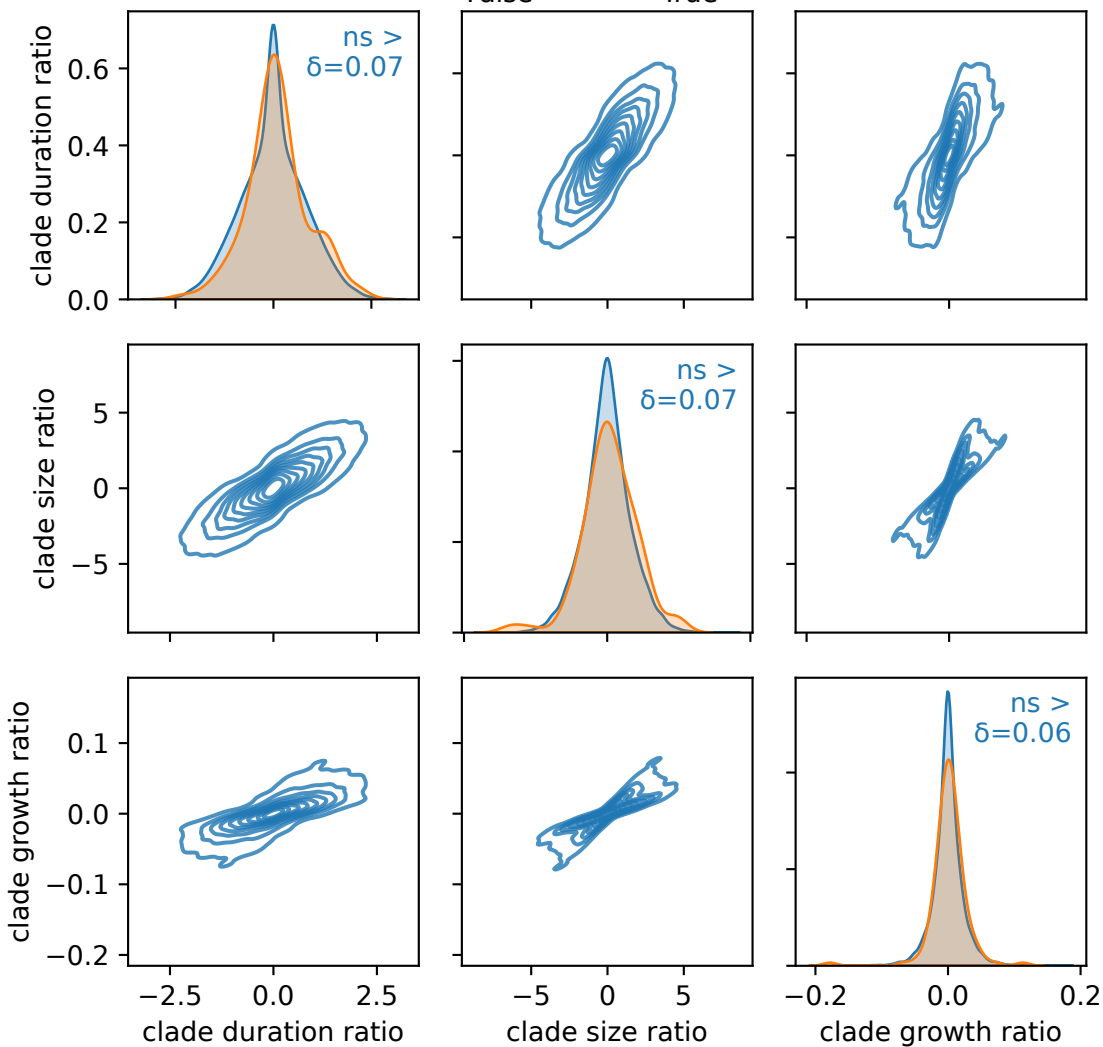 True
clade duration ratio
0.6
0.4
0.2
0.0
ns >
δ=0.07
clade size ratio
5
0
−5
ns >
δ=0.07
clade growth ratio
0.1
0.0
−0.1
−0.2
ns >
δ=0.06
−2.5 0.0 2.5
−5 0 5
−0.2 0.0 0.2
clade duration ratio
clade size ratio
clade growth ratio